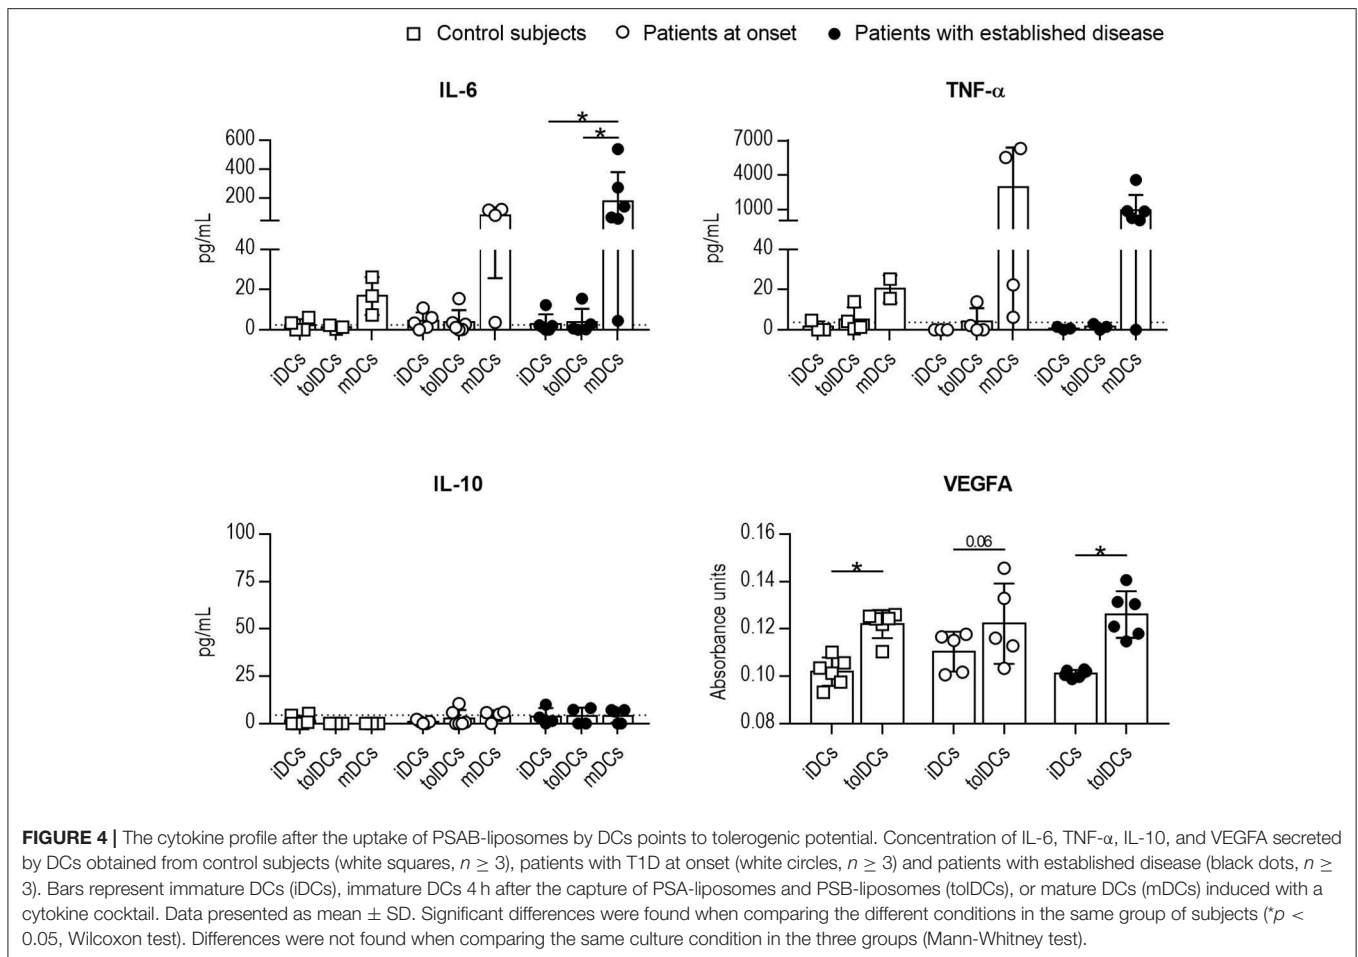 Control subjects Patients at onset Patients with established disease
IL-6
*
*
600
400
200
40
20
0
pg/mL
iDCs tolDCs mDCs iDCs tolDCs mDCs iDCs tolDCs mDCs
TNF-α
7000
4000
1000
40
20
0
pg/mL
iDCs tolDCs mDCs iDCs tolDCs mDCs iDCs tolDCs mDCs
IL-10
100
75
50
25
0
pg/mL
iDCs tolDCs mDCs iDCs tolDCs mDCs iDCs tolDCs mDCs
VEGFA
0.16
0.14
0.12
0.10
0.08
Absorbance units
* 0.06 *
iDCs tolDCs iDCs tolDCs iDCs tolDCs
FIGURE 4 | The cytokine profile after the uptake of PSAB-liposomes by DCs points to tolerogenic potential. Concentration of IL-6, TNF-α, IL-10, and VEGFA secreted
by DCs obtained from control subjects (white squares, n ≥ 3), patients with T1D at onset (white circles, n ≥ 3) and patients with established disease (black dots, n ≥
3). Bars represent immature DCs (iDCs), immature DCs 4 h after the capture of PSA-liposomes and PSB-liposomes (tolDCs), or mature DCs (mDCs) induced with a
cytokine cocktail. Data presented as mean ± SD. Significant differences were found when comparing the different conditions in the same group of subjects (*p <
0.05, Wilcoxon test). Differences were not found when comparing the same culture condition in the three groups (Mann-Whitney test).